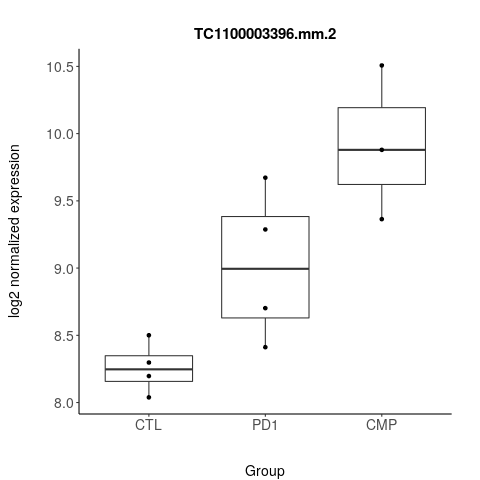 TC1100003396.mm.2
log2 normalized expression
10.5
10.0
9.5
9.0
8.5
8.0
CTL PD1 CMP
Group